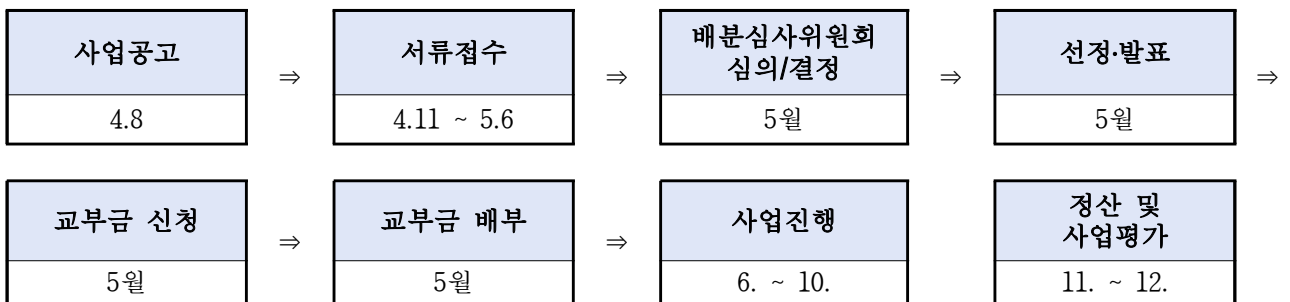 사업공고
4.8
⇒
서류접수
4.11 ~ 5.6
⇒
배분심사위원회
심의/결정
5월
⇒
선정·발표
5월
⇒
교부금 신청
5월
⇒
교부금 배부
5월
⇒
사업진행
6. ~ 10.
정산 및
사업평가
11. ~ 12.